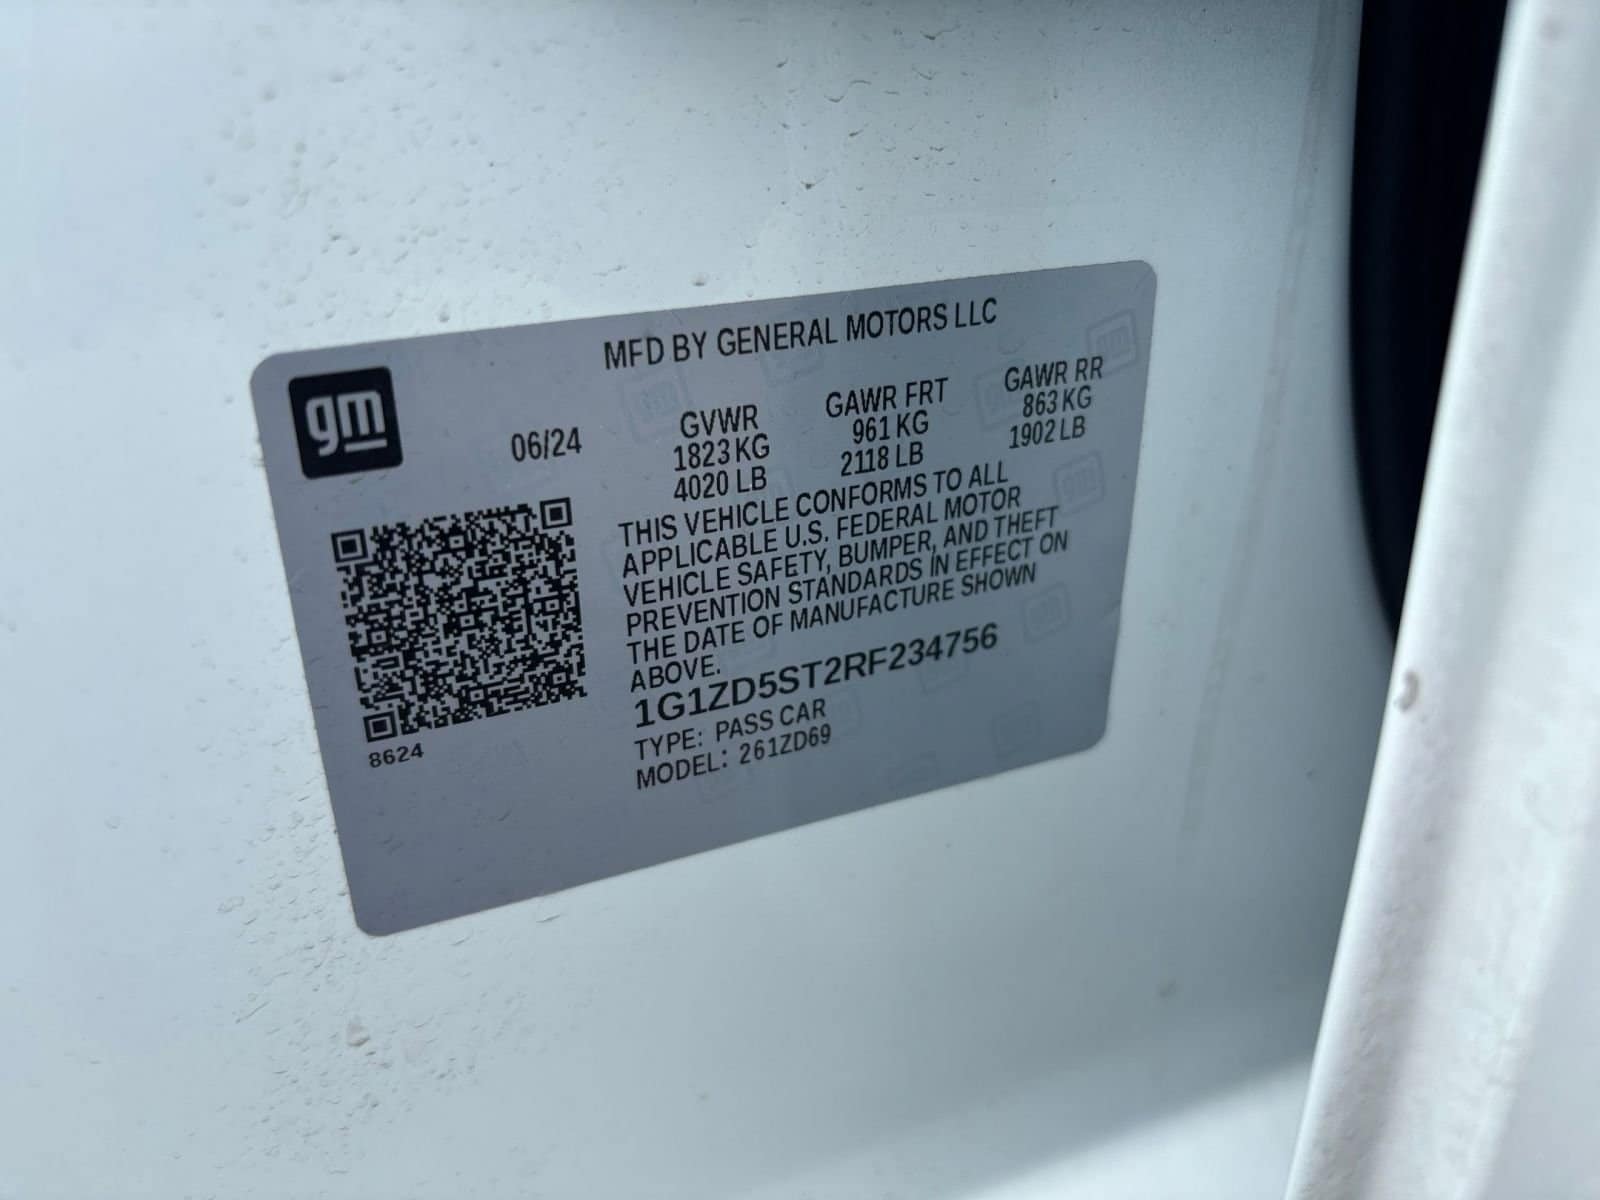 MFD BY GENERAL MOTORS LLC
gm
06/24
GVWR
1823 KG
4020 LB
GAWR FRT
961 KG
2118 LB
GAWR RR
863 KG
1902 LB
THIS VEHICLE CONFORMS TO ALL
APPLICABLE U.S. FEDERAL MOTOR
VEHICLE SAFETY, BUMPER, AND THEFT
PREVENTION STANDARDS IN EFFECT ON
THE DATE OF MANUFACTURE SHOWN
ABOVE.
1G1ZD5ST2RF234756
TYPE: PASS CAR
MODEL: 261ZD69
8624